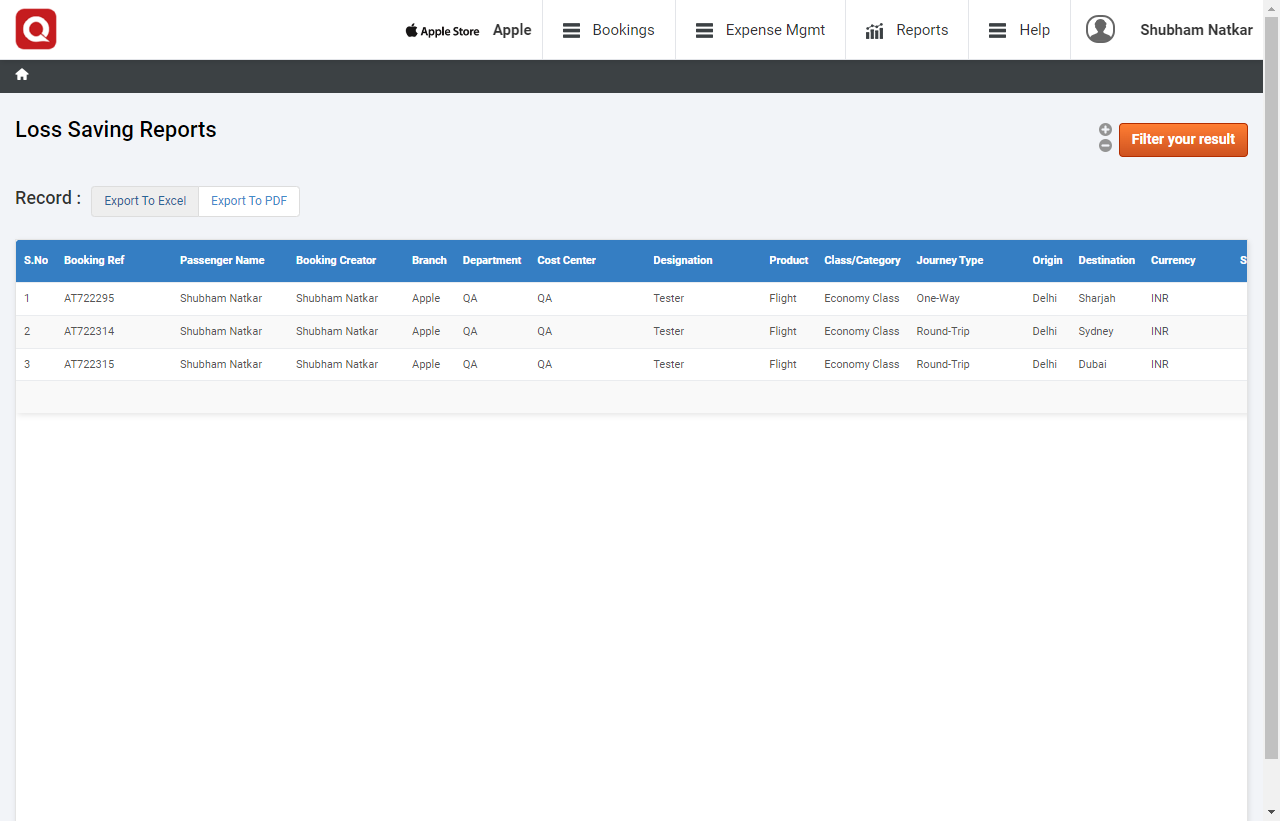 Q
Apple Store Apple Bookings Expense Mgmt Reports Help Shubham Natkar
Loss Saving Reports
Filter your result
Record : Export To Excel Export To PDF
S.No Booking Ref Passenger Name Booking Creator Branch Department Cost Center Designation Product Class/Category Journey Type Origin Destination Currency S
1 AT722295 Shubham Natkar Shubham Natkar Apple QA QA Tester Flight Economy Class One-Way Delhi Sharjah INR
2 AT722314 Shubham Natkar Shubham Natkar Apple QA QA Tester Flight Economy Class Round-Trip Delhi Sydney INR
3 AT722315 Shubham Natkar Shubham Natkar Apple QA QA Tester Flight Economy Class Round-Trip Delhi Dubai INR